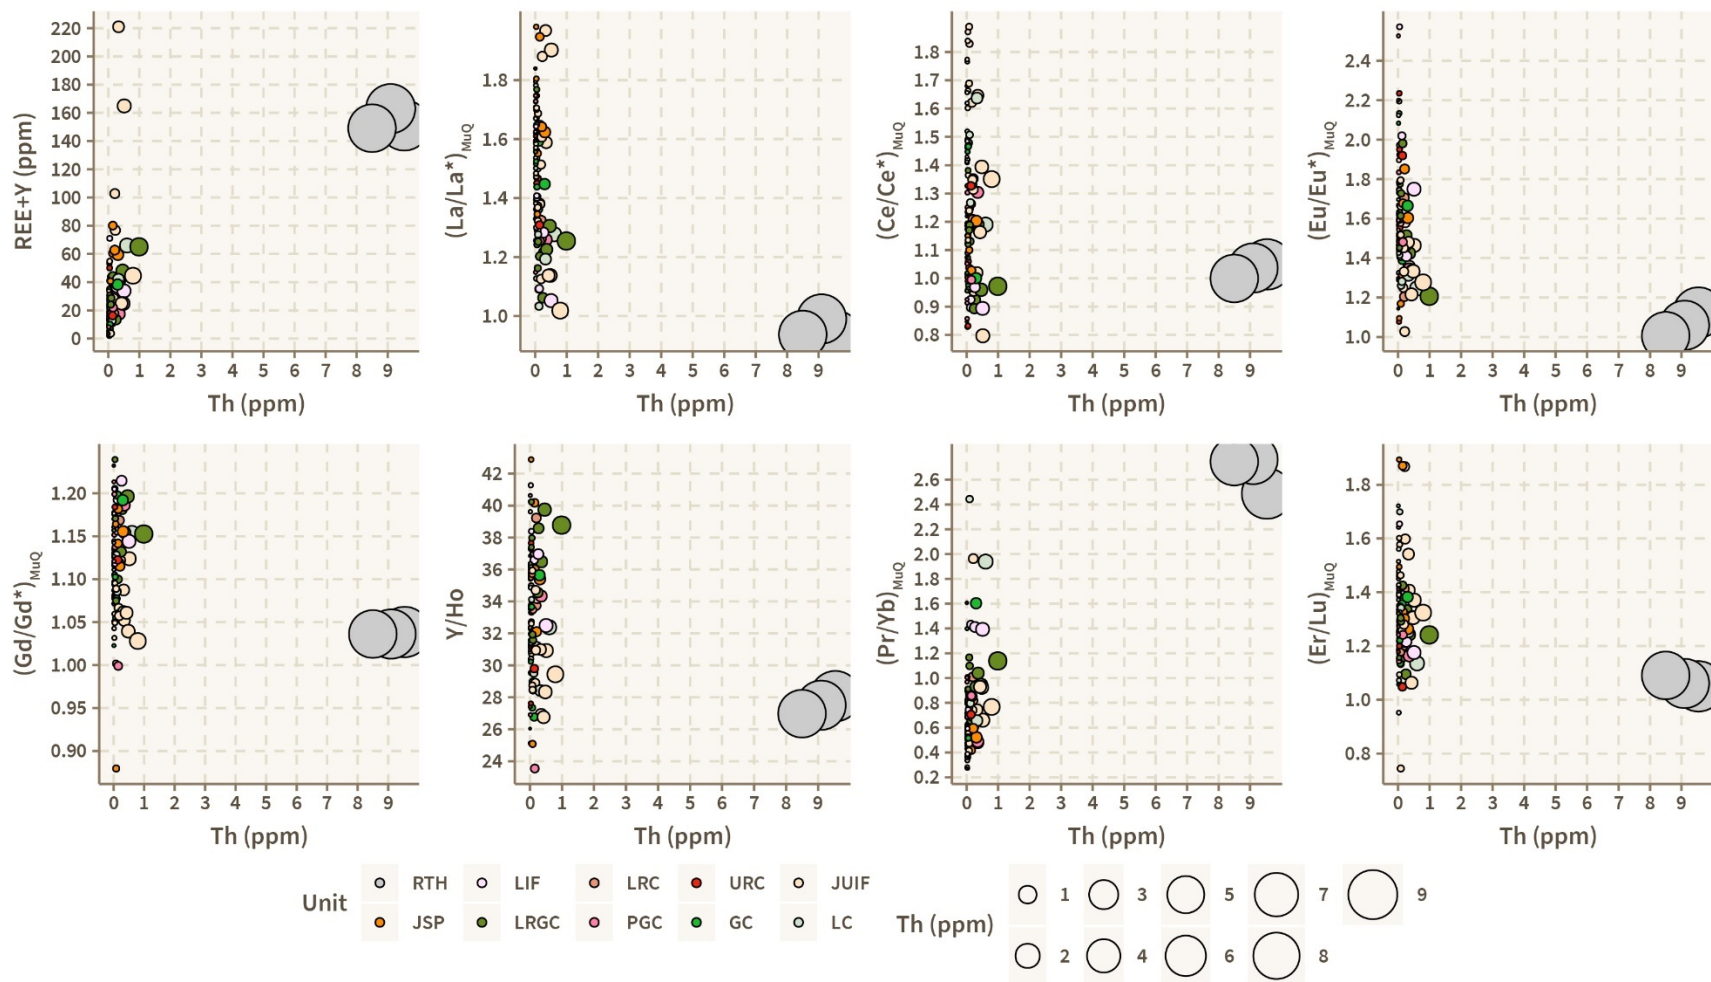 REE+Y (ppm)
220
200
180
160
140
120
100
80
60
40
20
0
0 1 2 3 4 5 6 7 8 9
Th (ppm)
(La/La*)MuQ
1.8
1.6
1.4
1.2
1.0
0 1 2 3 4 5 6 7 8 9
Th (ppm)
(Ce/Ce*)MuQ
1.8
1.7
1.6
1.5
1.4
1.3
1.2
1.1
1.0
0.9
0.8
0 1 2 3 4 5 6 7 8 9
Th (ppm)
(Eu/Eu*)MuQ
2.4
2.2
2.0
1.8
1.6
1.4
1.2
1.0
0 1 2 3 4 5 6 7 8 9
Th (ppm)
(Gd/Gd*)MuQ
1.20
1.15
1.10
1.05
1.00
0.95
0.90
0 1 2 3 4 5 6 7 8 9
Th (ppm)
Y/Ho
42
40
38
36
34
32
30
28
26
24
0 1 2 3 4 5 6 7 8 9
Th (ppm)
(Pr/Yb)MuQ
2.6
2.4
2.2
2.0
1.8
1.6
1.4
1.2
1.0
0.8
0.6
0.4
0.2
0 1 2 3 4 5 6 7 8 9
Th (ppm)
(Er/Lu)MuQ
1.8
1.6
1.4
1.2
1.0
0.8
0 1 2 3 4 5 6 7 8 9
Th (ppm)
Unit
RTH LIF LRC URC JUIF
JSP LRGC PGC GC LC
Th (ppm)
1 3 5 7 9
2 4 6 8